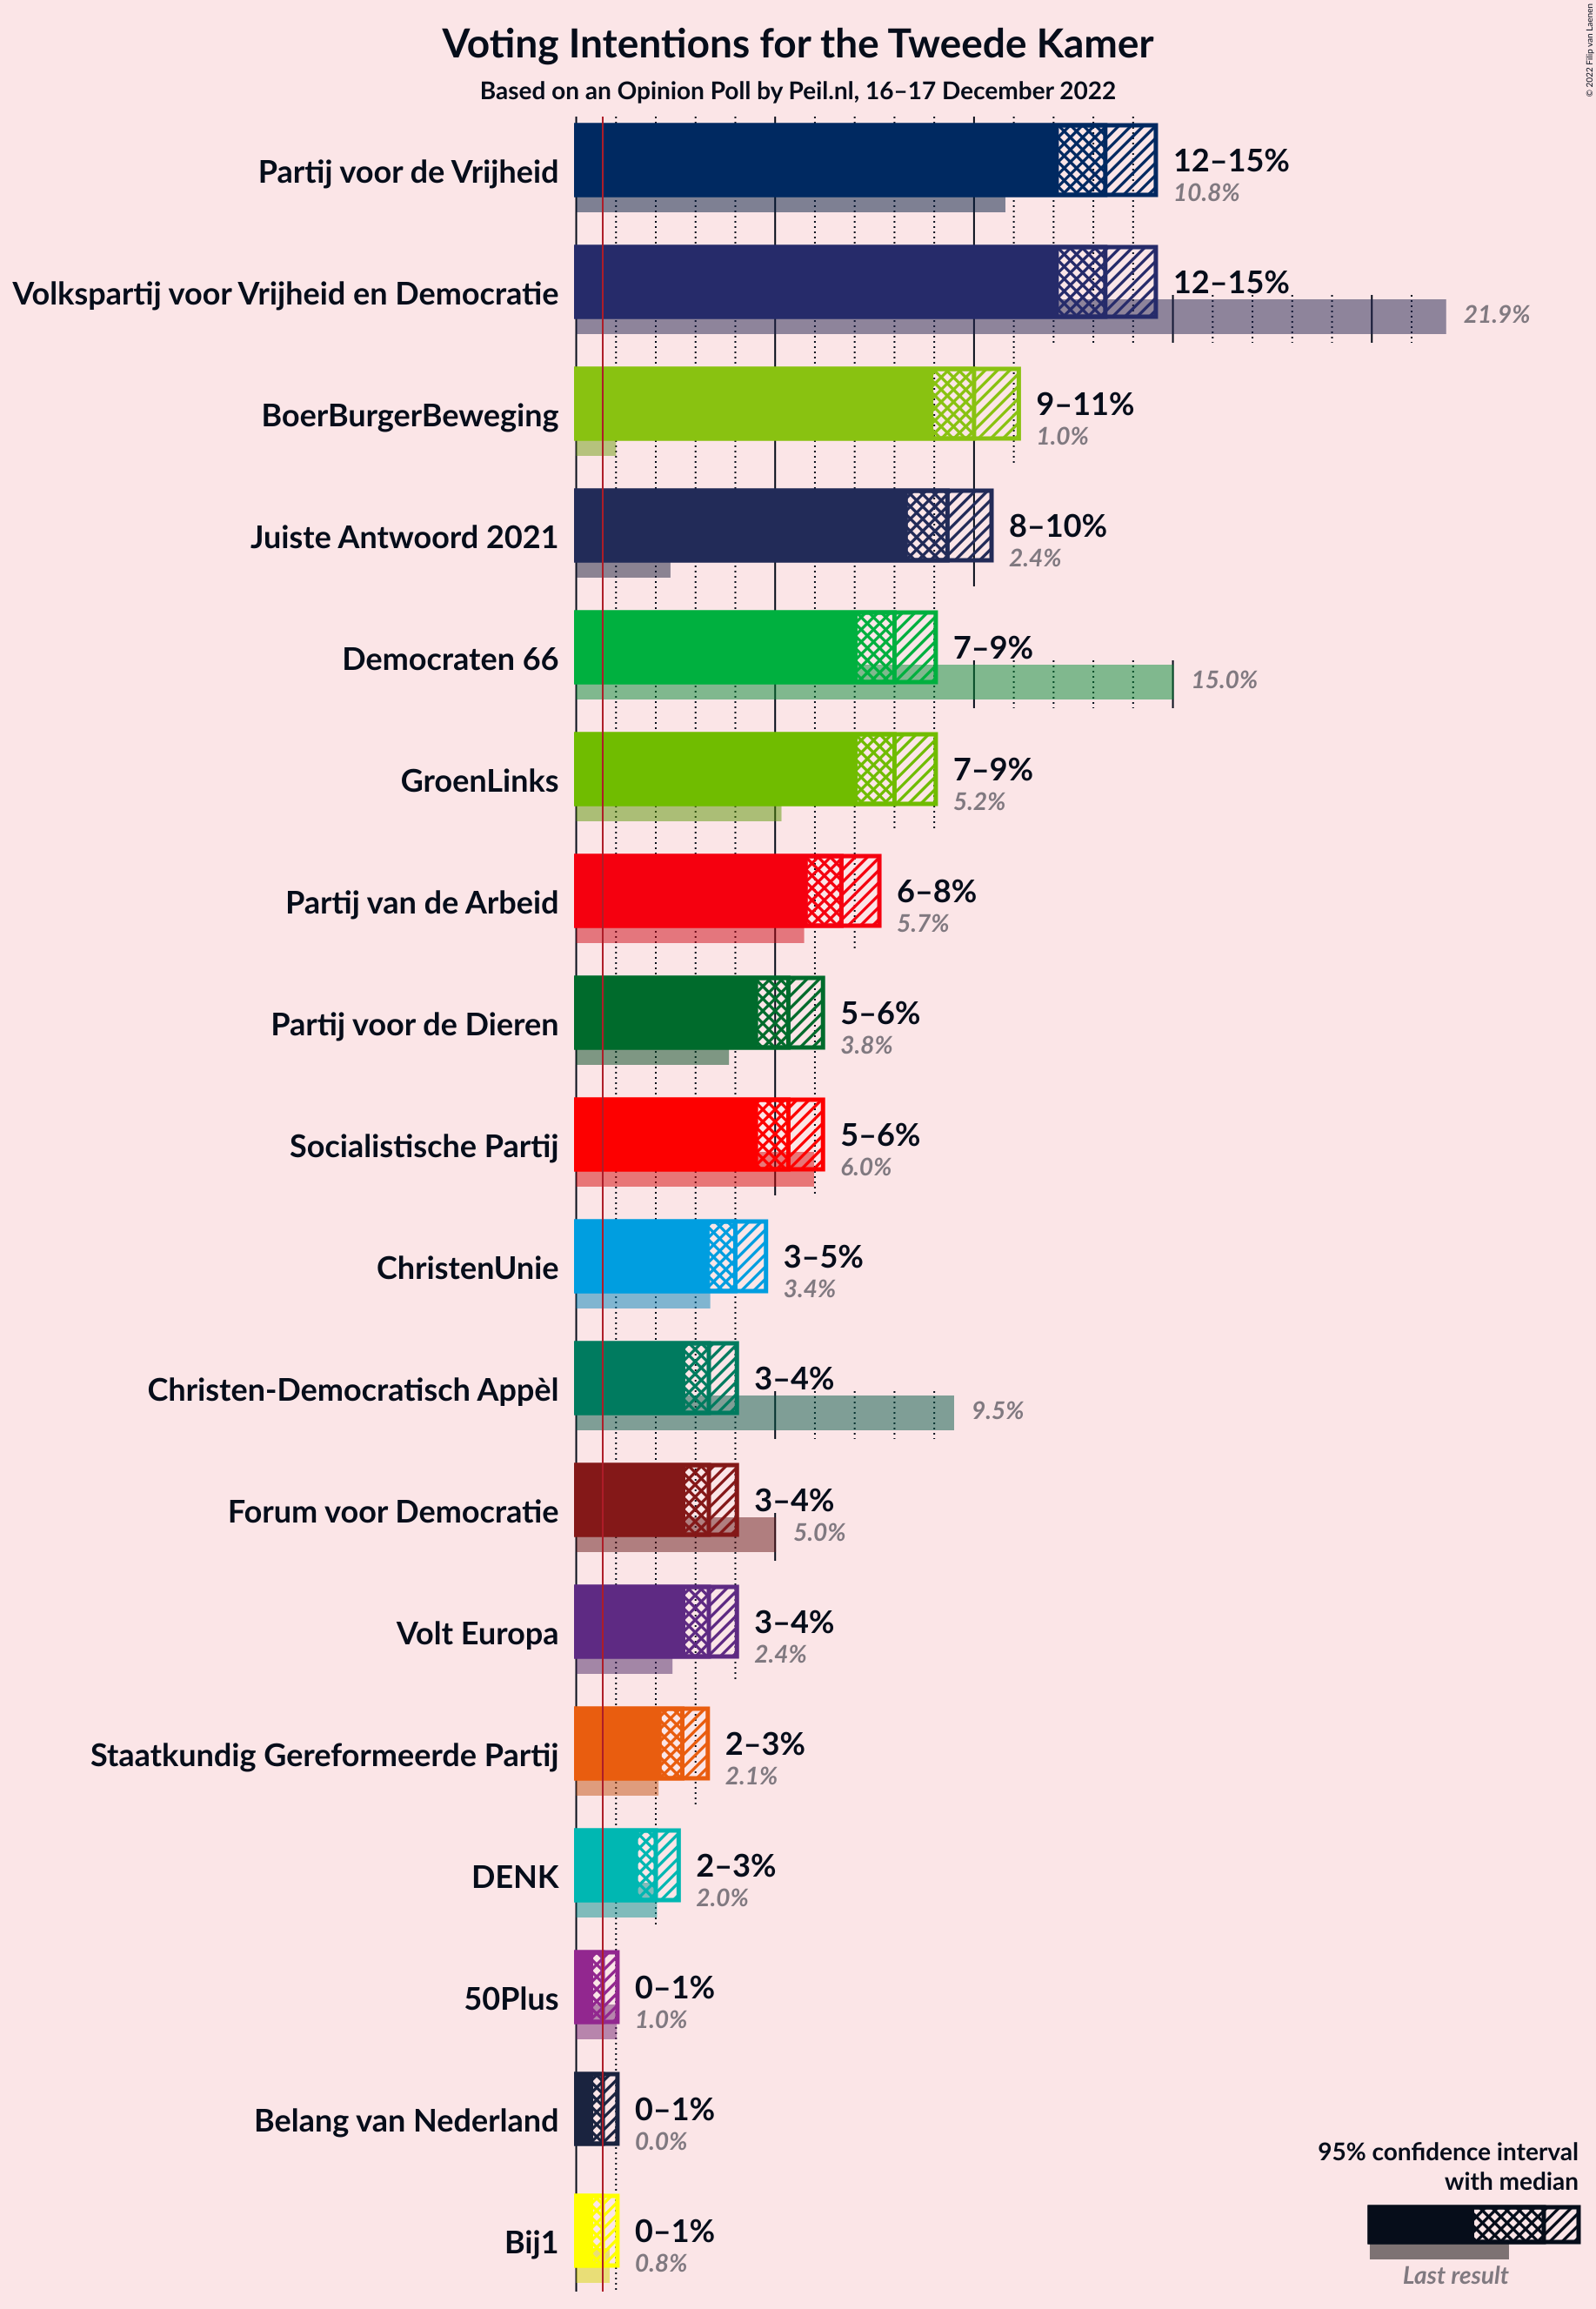 Voting Intentions for the Tweede Kamer
Based on an Opinion Poll by Peil.nl, 16–17 December 2022
© 2022 Filip van Laenen
Partij voor de Vrijheid
12–15%
10.8%
Volkspartij voor Vrijheid en Democratie
12–15%
21.9%
BoerBurgerBeweging
9–11%
1.0%
Juiste Antwoord 2021
8–10%
2.4%
Democraten 66
7–9%
15.0%
GroenLinks
7–9%
5.2%
Partij van de Arbeid
6–8%
5.7%
Partij voor de Dieren
5–6%
3.8%
Socialistische Partij
5–6%
6.0%
ChristenUnie
3–5%
3.4%
Christen-Democratisch Appèl
3–4%
9.5%
Forum voor Democratie
3–4%
5.0%
Volt Europa
3–4%
2.4%
Staatkundig Gereformeerde Partij
2–3%
2.1%
DENK
2–3%
2.0%
50Plus
0–1%
1.0%
Belang van Nederland
0–1%
0.0%
Bij1
0–1%
0.8%
95% confidence interval
with median
Last result